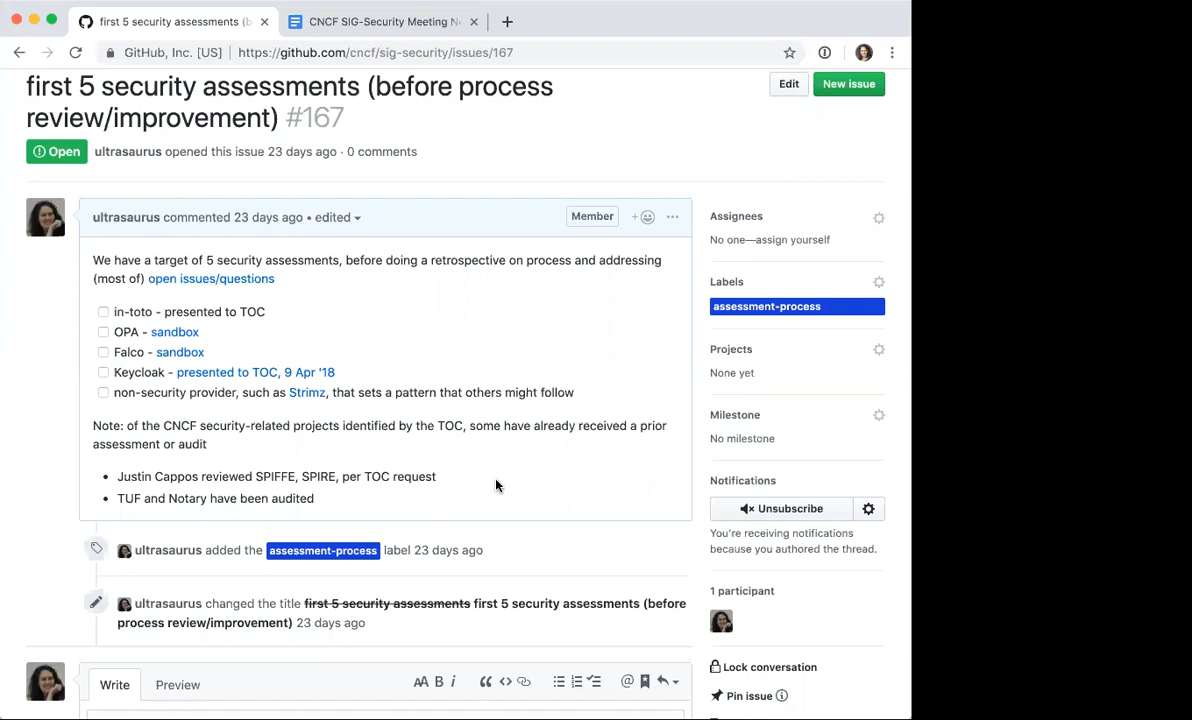 first 5 security assessments (b
CNCF SIG-Security Meeting N
GitHub, Inc. [US] | https://github.com/cncf/sig-security/issues/167
first 5 security assessments (before process
review/improvement) #167
Edit
New issue
Open
ultrasaurus opened this issue 23 days ago · 0 comments
ultrasaurus commented 23 days ago • edited
Member
We have a target of 5 security assessments, before doing a retrospective on process and addressing
(most of) open issues/questions
in-toto - presented to TOC
OPA - sandbox
Falco - sandbox
Keycloak - presented to TOC, 9 Apr '18
non-security provider, such as Strimz, that sets a pattern that others might follow
Note: of the CNCF security-related projects identified by the TOC, some have already received a prior
assessment or audit
• Justin Cappos reviewed SPIFFE, SPIRE, per TOC request
• TUF and Notary have been audited
ultrasaurus added the assessment-process label 23 days ago
ultrasaurus changed the title first 5 security assessments first 5 security assessments (before
process review/improvement) 23 days ago
Write
Preview
AA B i
Assignees
No one—assign yourself
Labels
assessment-process
Projects
None yet
Milestone
No milestone
Notifications
Unsubscribe
You're receiving notifications
because you authored the thread.
1 participant
Lock conversation
Pin issue